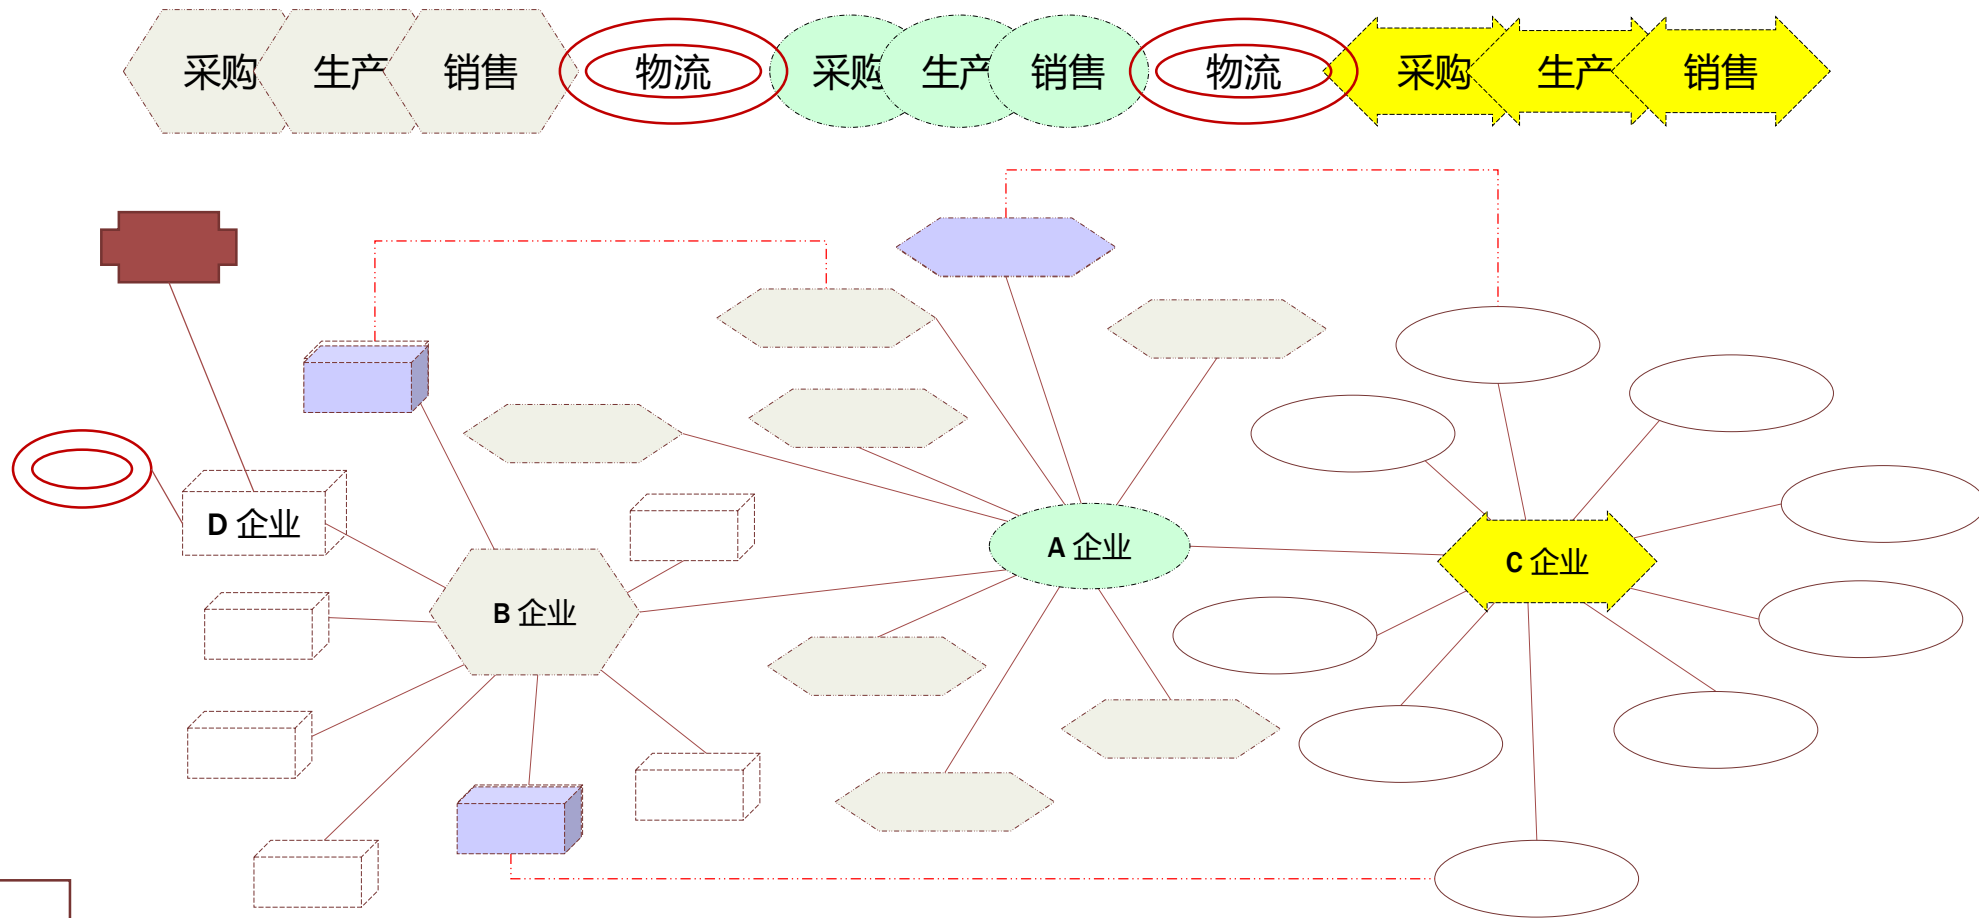 采购 生产 销售 物流 采购 生产 销售 物流 采购 生产 销售
D 企业
A 企业
C 企业
B 企业